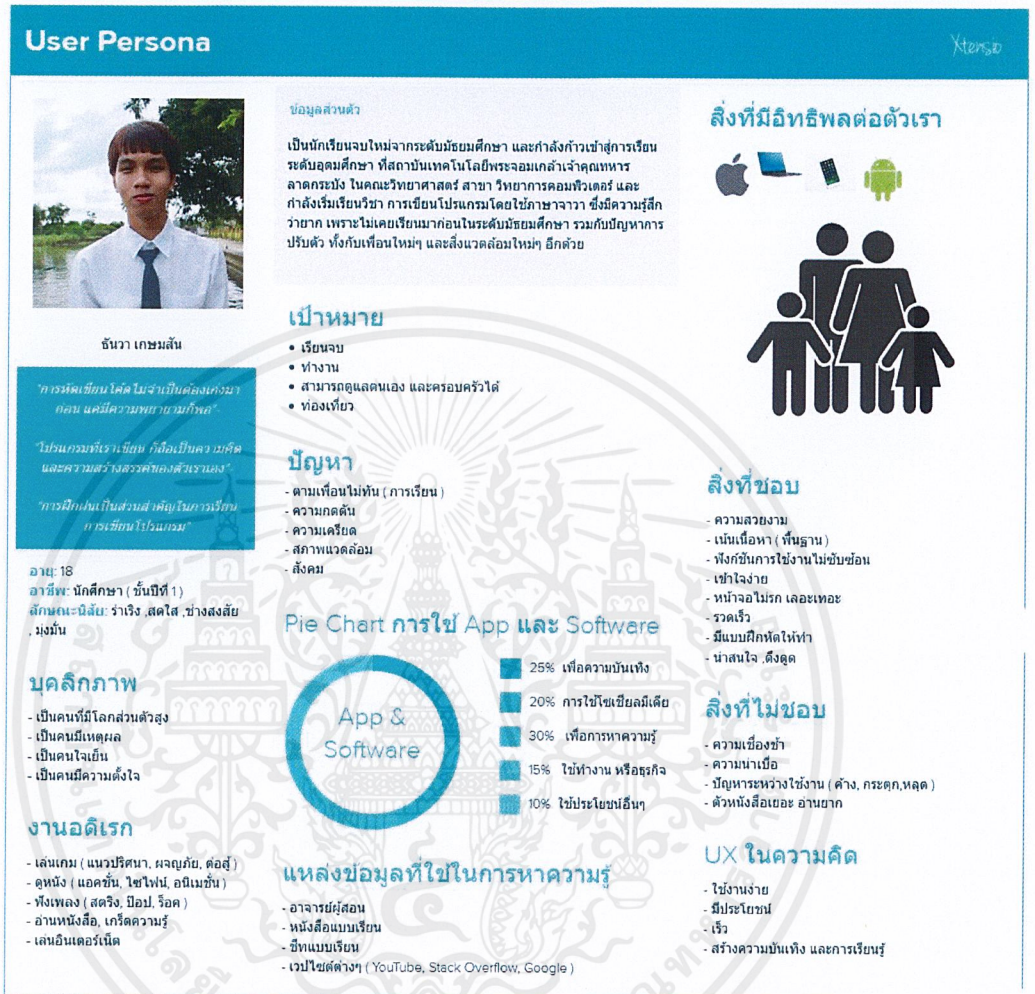 User Persona
Xtensio
ธันวา เกษมสัน
"การหัดเขียนโค้ดไม่จำเป็นต้องเก่งมา
ก่อน แค่มีความพยายามก็พอ"
"โปรแกรมที่เราเขียน ก็ถือเป็นความคิด
และความสร้างสรรค์ของตัวเราเอง"
"การฝึกฝนเป็นส่วนสำคัญในการเรียน
การเขียนโปรแกรม"
อายุ: 18
อาชีพ: นักศึกษา ( ชั้นปีที่ 1 )
ลักษณะนิสัย: ร่าเริง ,สดใส ,ช่างสงสัย
, มุ่งมั่น
บุคลิกภาพ
- เป็นคนที่มีโลกส่วนตัวสูง
- เป็นคนมีเหตุผล
- เป็นคนใจเย็น
- เป็นคนมีความตั้งใจ
งานอดิเรก
- เล่นเกม ( แนวปริศนา, ผจญภัย, ต่อสู้ )
- ดูหนัง ( แอคชั่น, ไซไฟน์, อนิเมชั่น )
- ฟังเพลง ( สตริง, ป๊อป, ร็อค )
- อ่านหนังสือ, เกร็ดความรู้
- เล่นอินเตอร์เน็ต
ข้อมูลส่วนตัว
เป็นนักเรียนจบใหม่จากระดับมัธยมศึกษา และกำลังก้าวเข้าสู่การเรียน
ระดับอุดมศึกษา ที่สถาบันเทคโนโลยีพระจอมเกล้าเจ้าคุณทหาร
ลาดกระบัง ในคณะวิทยาศาสตร์ สาขา วิทยาการคอมพิวเตอร์ และ
กำลังเริ่มเรียนวิชา การเขียนโปรแกรมโดยใช้ภาษาจาวา ซึ่งมีความรู้สึก
ว่ายาก เพราะไม่เคยเรียนมาก่อนในระดับมัธยมศึกษา รวมกับปัญหาการ
ปรับตัว ทั้งกับเพื่อนใหม่ๆ และสิ่งแวดล้อมใหม่ๆ อีกด้วย
เป้าหมาย
• เรียนจบ
• ทำงาน
• สามารถดูแลตนเอง และครอบครัวได้
• ท่องเที่ยว
ปัญหา
- ตามเพื่อนไม่ทัน ( การเรียน )
- ความกดดัน
- ความเครียด
- สภาพแวดล้อม
- สังคม
Pie Chart การใช้ App และ Software
App &
Software
25% เพื่อความบันเทิง
20% การใช้โซเชียลมีเดีย
30% เพื่อการหาความรู้
15% ใช้ทำงาน หรือธุรกิจ
10% ใช้ประโยชน์อื่นๆ
แหล่งข้อมูลที่ใช้ในการหาความรู้
- อาจารย์ผู้สอน
- หนังสือแบบเรียน
- ชีทแบบเรียน
- เวปไซต์ต่างๆ ( YouTube, Stack Overflow, Google )
สิ่งที่มีอิทธิพลต่อตัวเรา
สิ่งที่ชอบ
- ความสวยงาม
- เน้นเนื้อหา ( พื้นฐาน )
- ฟังก์ชันการใช้งานไม่ซับซ้อน
- เข้าใจง่าย
- หน้าจอไม่รก เลอะเทอะ
- รวดเร็ว
- มีแบบฝึกหัดให้ทำ
- น่าสนใจ ,ดึงดูด
สิ่งที่ไม่ชอบ
- ความเชื่องช้า
- ความน่าเบื่อ
- ปัญหาระหว่างใช้งาน ( ค้าง, กระตุก,หลุด )
- ตัวหนังสือเยอะ อ่านยาก
UX ในความคิด
- ใช้งานง่าย
- มีประโยชน์
- เร็ว
- สร้างความบันเทิง และการเรียนรู้